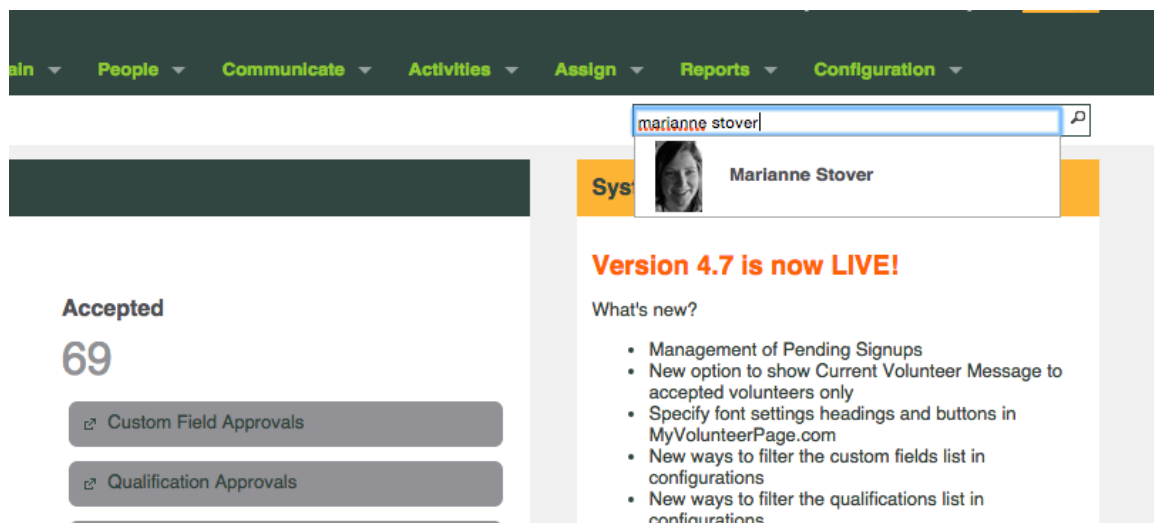 People
Communicate
Activities
Assign
Reports
Configuration
marianne stover
Marianne Stover
Accepted
69
Custom Field Approvals
Qualification Approvals
Version 4.7 is now LIVE!
What's new?
Management of Pending Signups
New option to show Current Volunteer Message to
accepted volunteers only
Specify font settings headings and buttons in
MyVolunteerPage.com
New ways to filter the custom fields list in
configurations
New ways to filter the qualifications list in
configurations